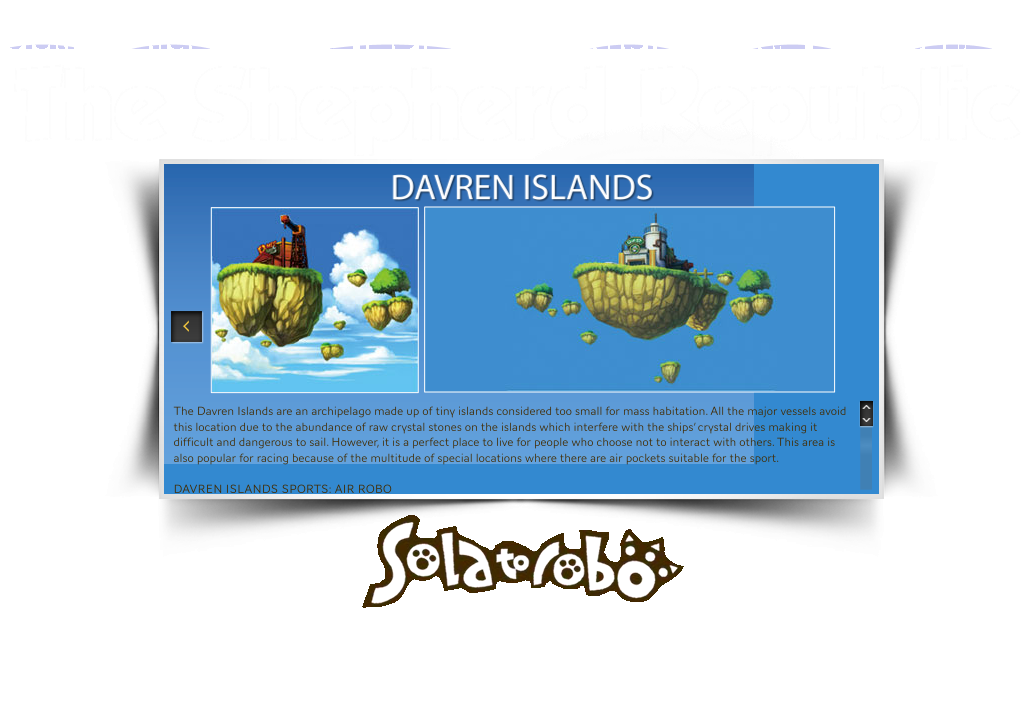 The Shepherd Republic
DAVREN ISLANDS
The Davren Islands are an archipelago made up of tiny islands considered too small for mass habitation. All the major vessels avoid
this location due to the abundance of raw crystal stones on the islands which interfere with the ships' crystal drives making it
difficult and dangerous to sail. However, it is a perfect place to live for people who choose not to interact with others. This area is
also popular for racing because of the multitude of special locations where there are air pockets suitable for the sport.
DAVREN ISLANDS SPORTS: AIR ROBO
Solatorobo